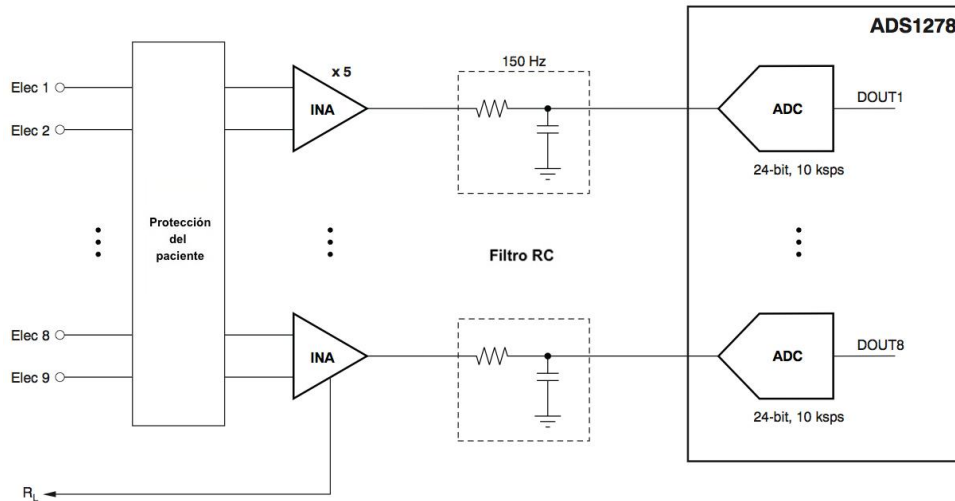 ADS1278
150 Hz
x 5
Elec 1
INA
ADC
DOUT1
Elec 2
24-bit, 10 ksps
Protección
del
paciente
Filtro RC
Elec 8
INA
ADC
DOUT8
Elec 9
24-bit, 10 ksps
RL